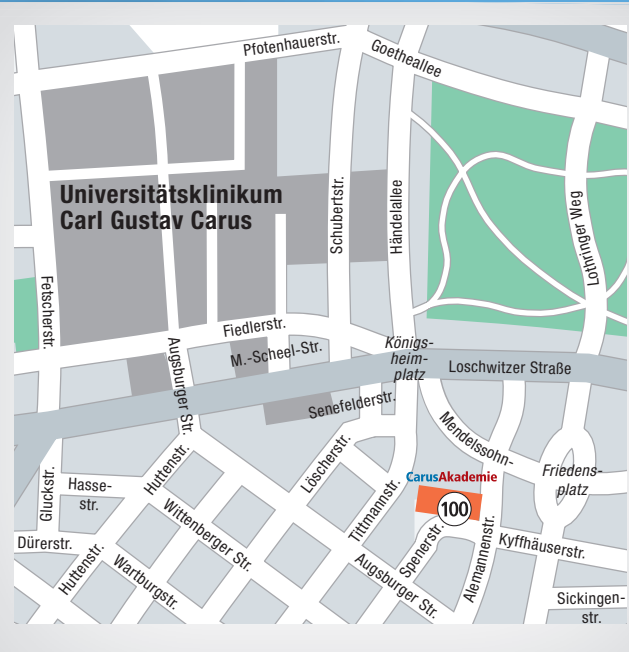 Pfotenhauerstr.
Goetheallee
Universitätsklinikum
Carl Gustav Carus
Schubertstr.
Händelallee
Lothringer Weg
Fetscherstr.
Fiedlerstr.
M.-Scheel-Str.
Augsburger Str.
Königs-
heim-
platz
Loschwitzer Straße
Senefelderstr.
Mendelssohn-
Löscherstr.
Huttenstr.
Gluckstr.
Hasse-
str.
CarusAkademie
100
Friedens-
platz
Tittmannstr.
Wittenberger Str.
Dürerstr.
Huttenstr.
Wartburgstr.
Augsburger Str.
Spenerstr.
Alemannenstr.
Kyffhäuserstr.
Sickingen-
str.